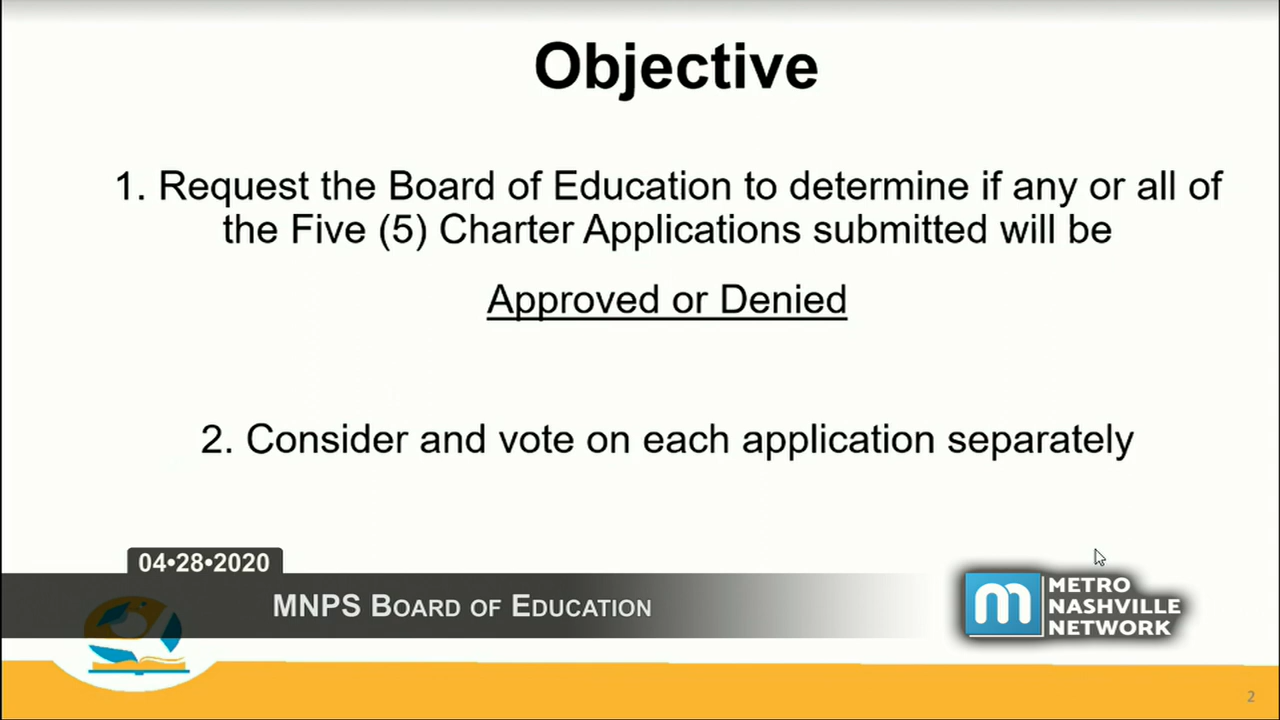 Objective
1. Request the Board of Education to determine if any or all of
the Five (5) Charter Applications submitted will be
Approved or Denied
2. Consider and vote on each application separately
04•28•2020
MNPS BOARD OF EDUCATION
m
METRO
NASHVILLE
NETWORK
2